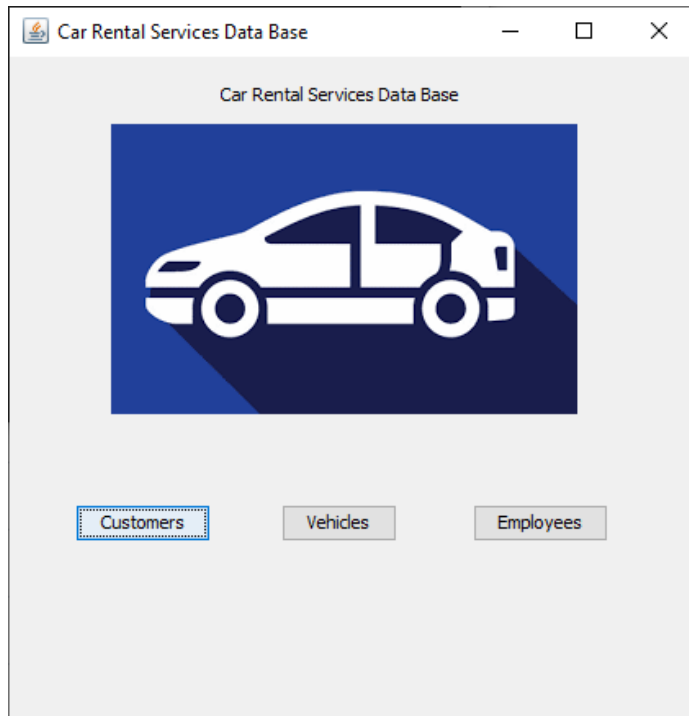 Car Rental Services Data Base
Car Rental Services Data Base
Customers
Vehicles
Employees